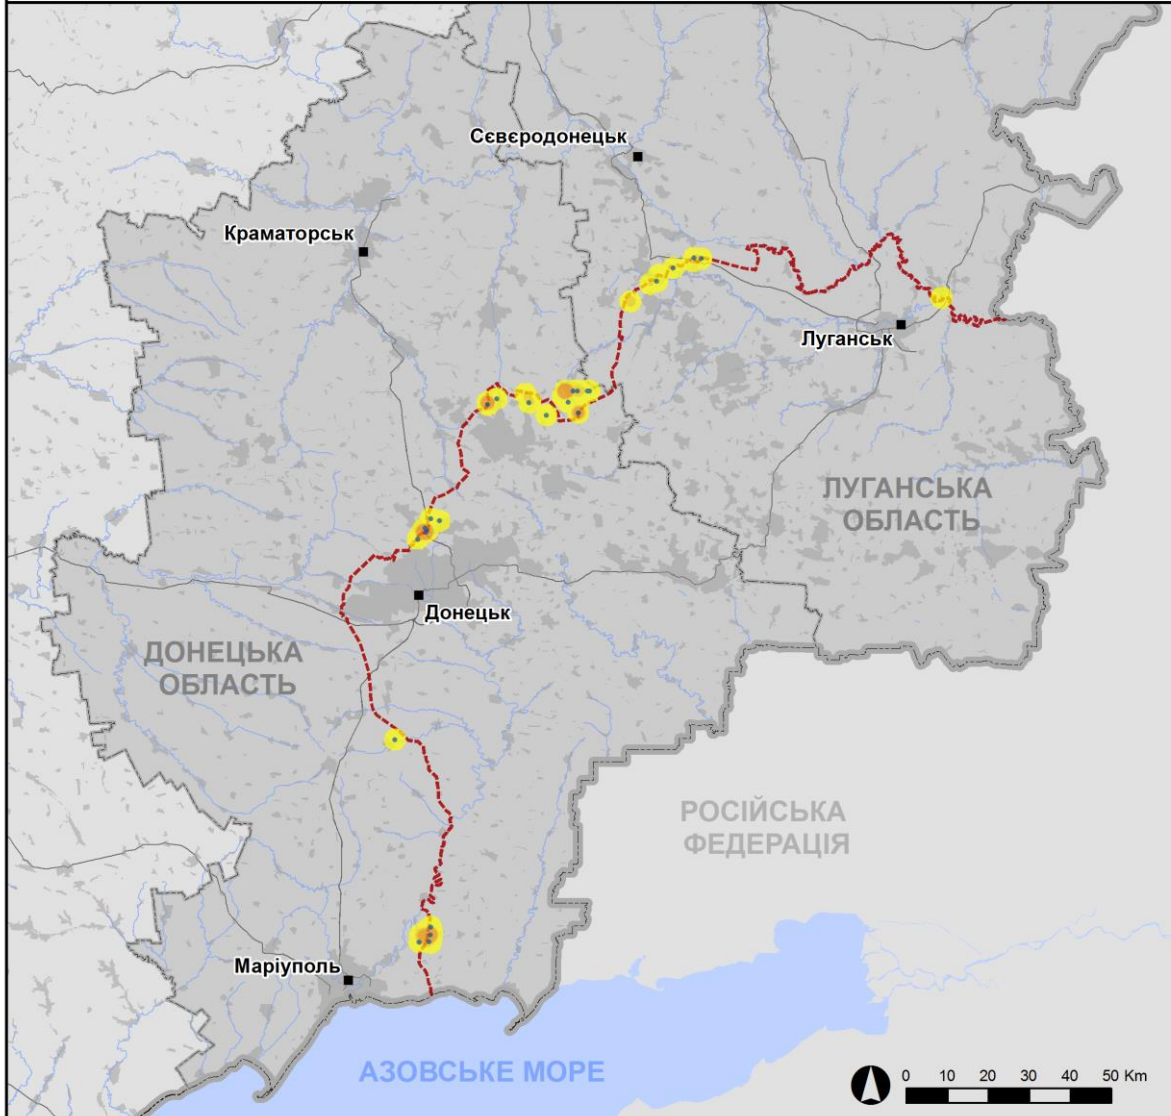 Сєвєродонецьк
Краматорськ
Луганськ
ЛУГАНСЬКА
ОБЛАСТЬ
Донецьк
ДОНЕЦЬКА
ОБЛАСТЬ
РОСІЙСЬКА
ФЕДЕРАЦІЯ
Маріуполь
АЗОВСЬКЕ МОРЕ
0 10 20 30 40 50 Km